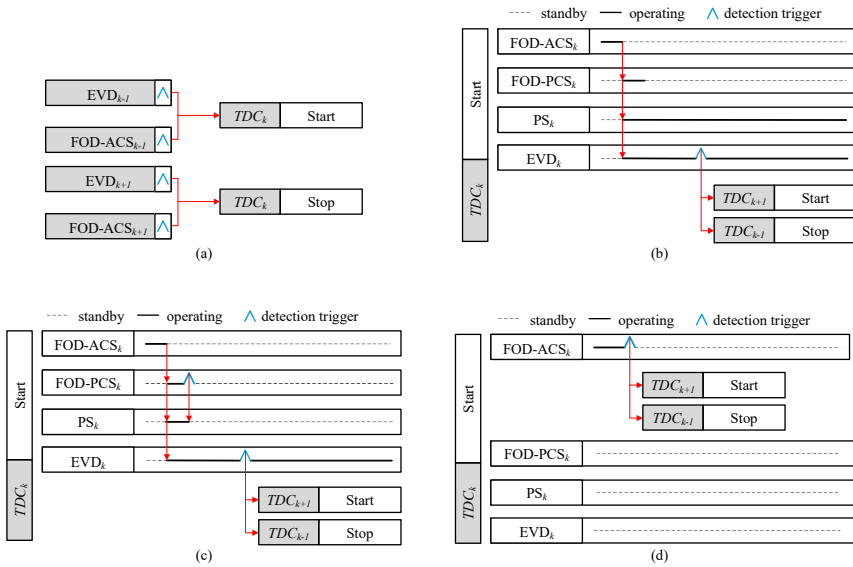 EVDk-1
FOD-ACSk-1
TDCk Start
EVDk+1
FOD-ACSk+1
TDCk Stop
(a)
standby operating detection trigger
Start
TDCk
FOD-ACSk
FOD-PCSk
PSk
EVDk
TDCk+1 Start
TDCk-1 Stop
(b)
standby operating detection trigger
Start
TDCk
FOD-ACSk
FOD-PCSk
PSk
EVDk
TDCk+1 Start
TDCk-1 Stop
(c)
standby operating detection trigger
Start
TDCk
FOD-ACSk
TDCk+1 Start
TDCk-1 Stop
FOD-PCSk
PSk
EVDk
(d)